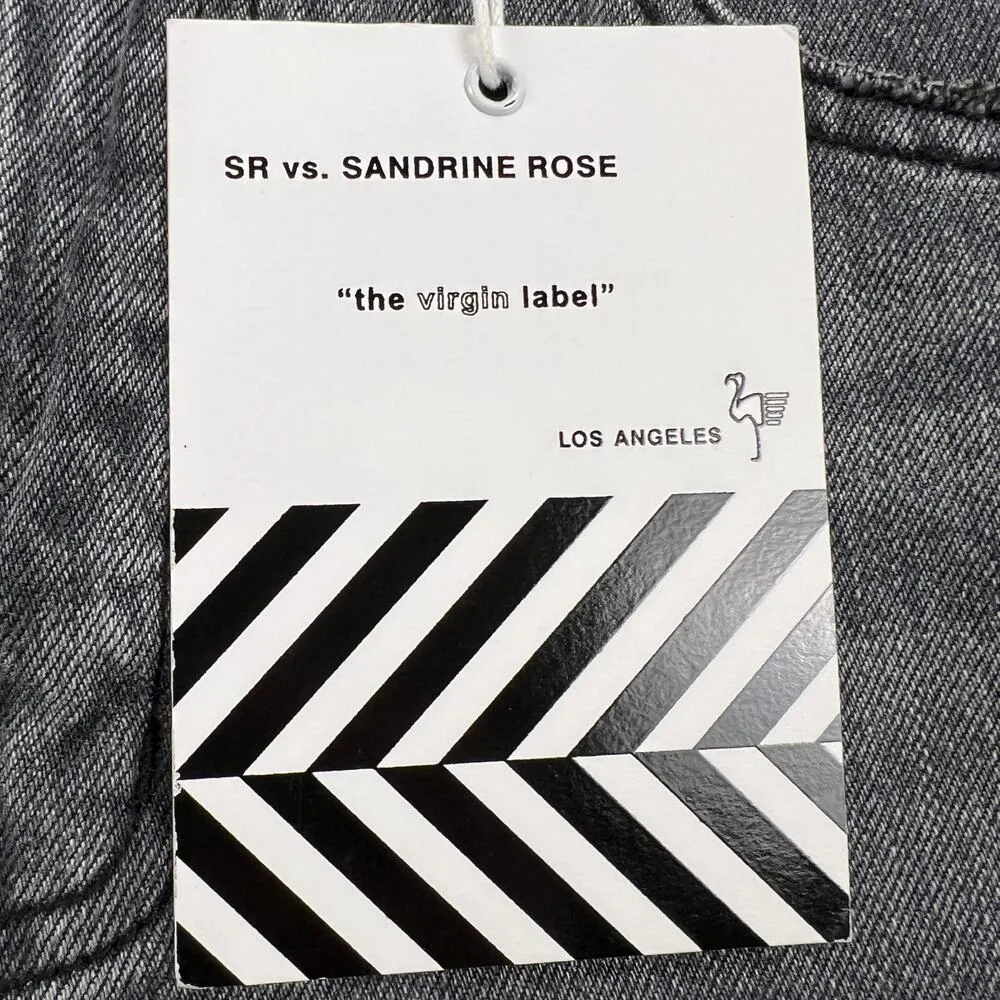 SR vs. SANDRINE ROSE
“the virgin label”
LOS ANGELES